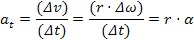 a_t = (Δv)/(Δt) = (r · Δω)/(Δt) = r · α